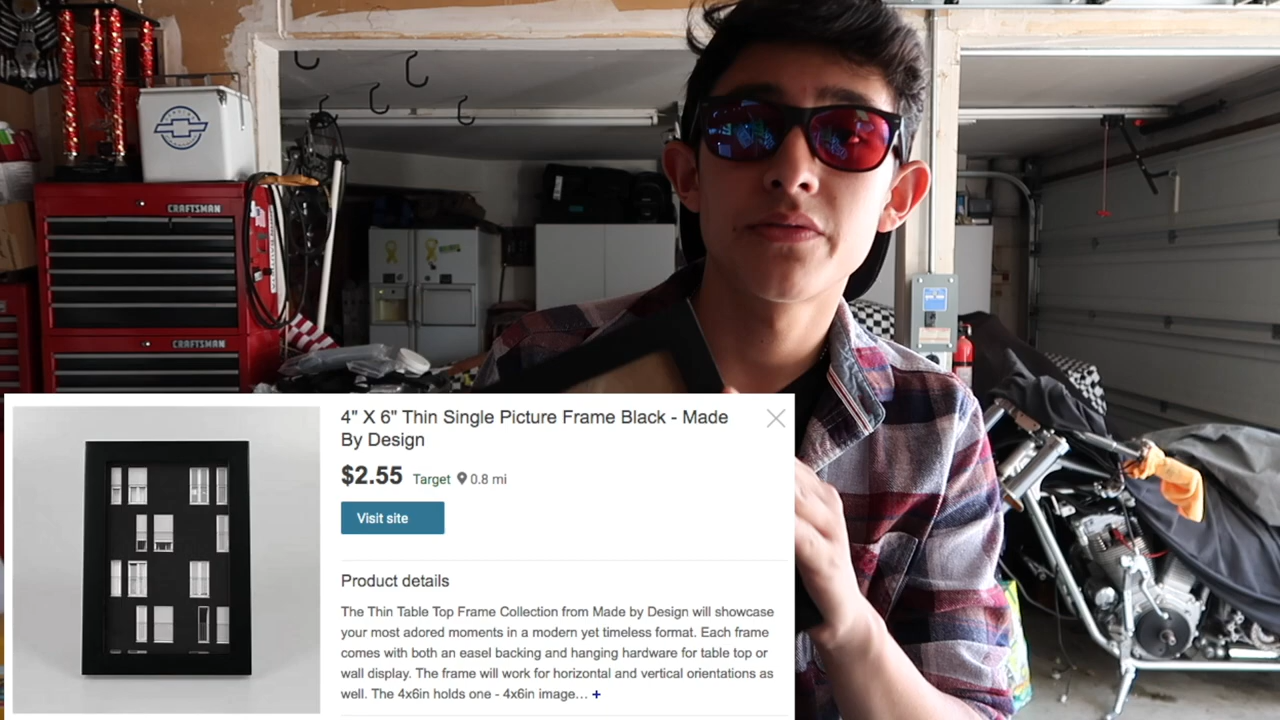 CRAFTSMAN
CRAFTSMAN
4" X 6" Thin Single Picture Frame Black - Made
By Design
$2.55 Target 0.8 mi
Visit site
Product details
The Thin Table Top Frame Collection from Made by Design will showcase
your most adored moments in a modern yet timeless format. Each frame
comes with both an easel backing and hanging hardware for table top or
wall display. The frame will work for horizontal and vertical orientations as
well. The 4x6in holds one - 4x6in image… +